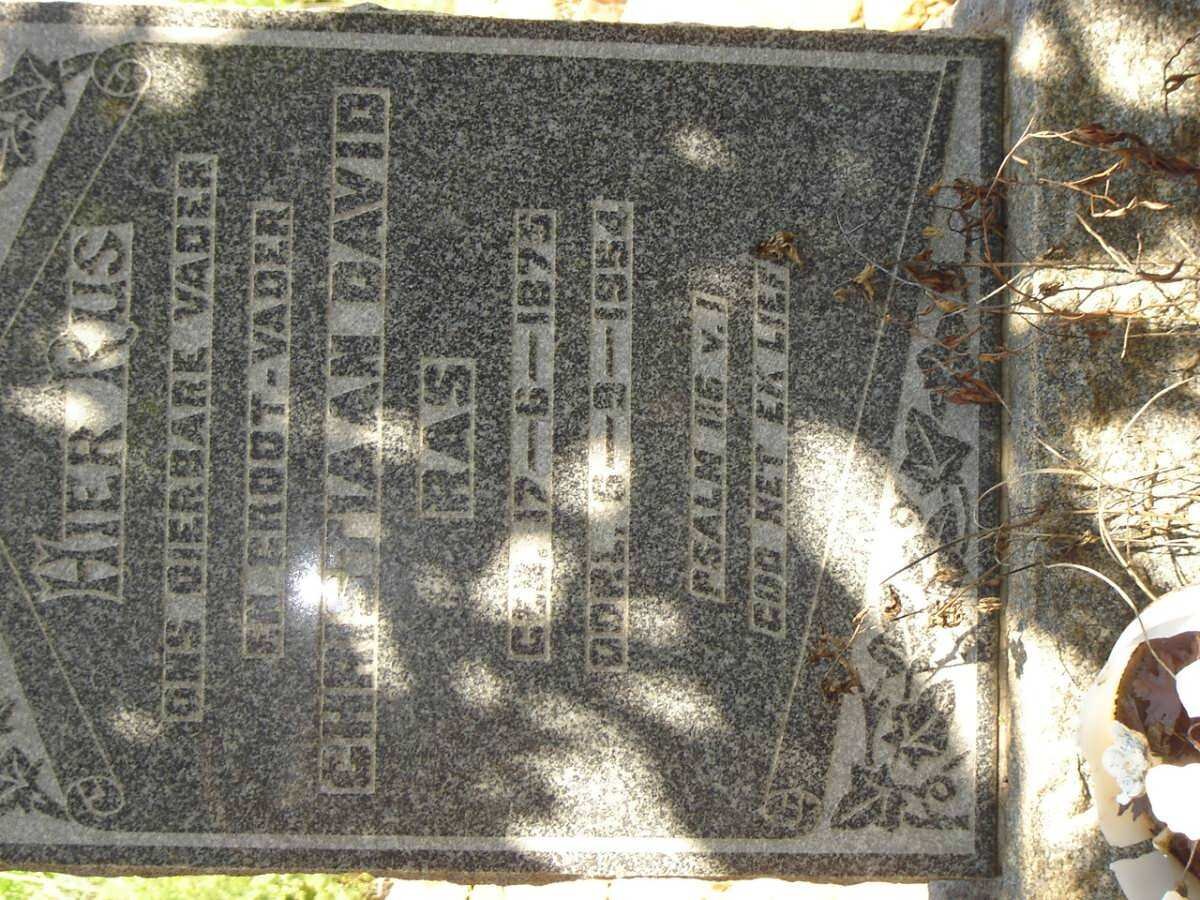 HIER RUS
ONS DIERBARE VADER
EN GROOT-VADER
CHRISTIAAN DAVID
RAS
GEB. 17-6-1875
OORL. 6-9-1954
PSALM 116 V.1
GOD HET EK LIEF